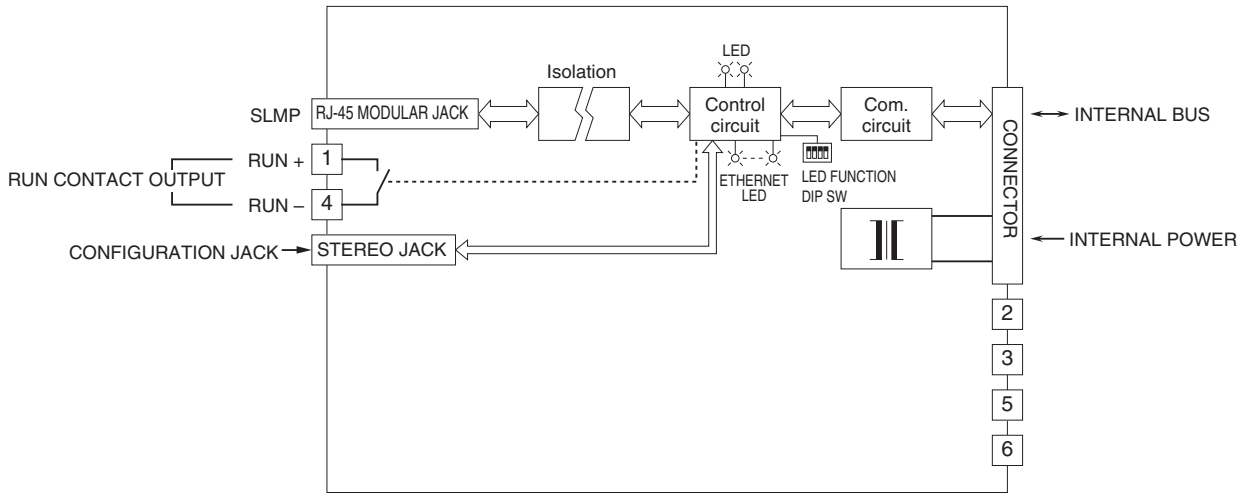 LED
Isolation
SLMP
RJ-45 MODULAR JACK
Control
circuit
Com.
circuit
CONNECTOR
INTERNAL BUS
RUN CONTACT OUTPUT
RUN +
1
RUN –
4
ETHERNET
LED
LED FUNCTION
DIP SW
CONFIGURATION JACK
STEREO JACK
INTERNAL POWER
2
3
5
6